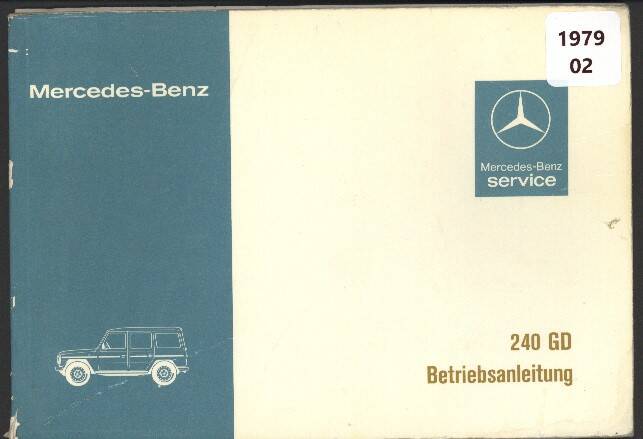 Mercedes-Benz
1979
02
Mercedes-Benz
service
240 GD
Betriebsanleitung